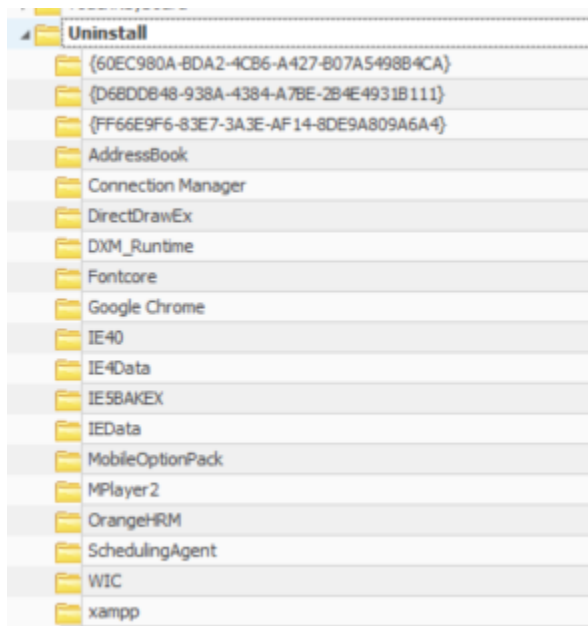 Uninstall
{60EC980A-BDA2-4CB6-A427-B07A5498B4CA}
{D6BDDB48-938A-4384-A7BE-2B4E4931B111}
{FF66E9F6-83E7-3A3E-AF14-8DE9A809A6A4}
AddressBook
Connection Manager
DirectDrawEx
DXM_Runtime
Fontcore
Google Chrome
IE40
IE4Data
IE5BAKEX
IEData
MobileOptionPack
MPlayer2
OrangeHRM
SchedulingAgent
WIC
xampp